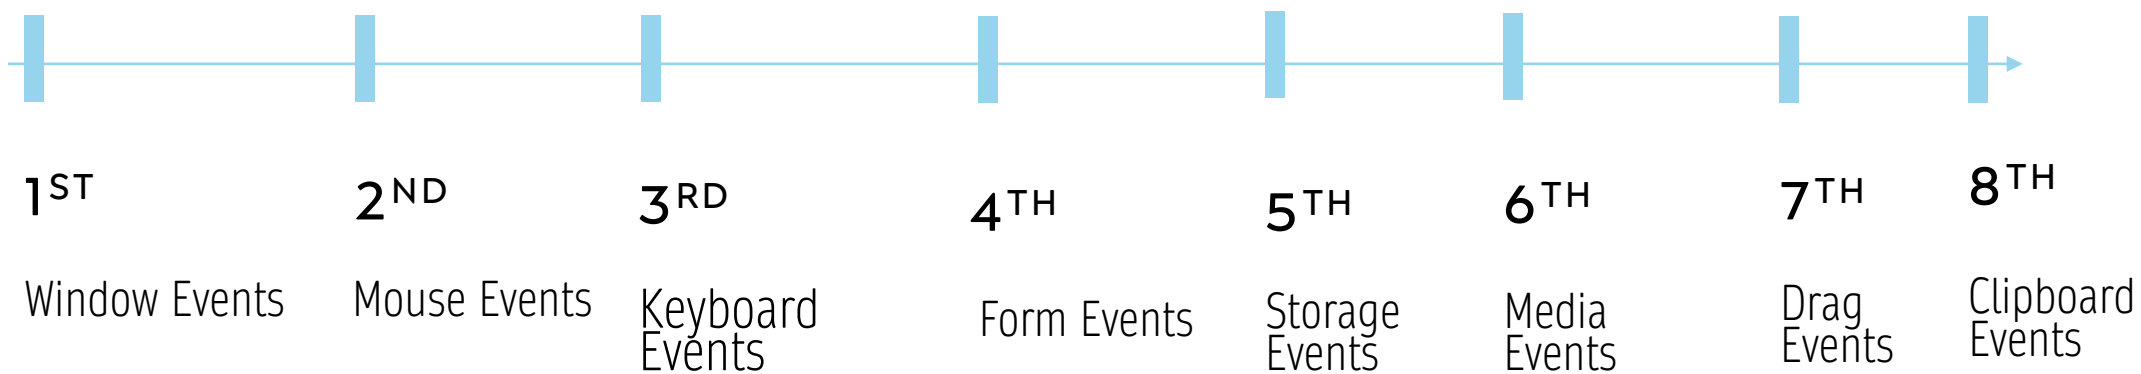 1ST
Window Events
2ND
Mouse Events
3RD
Keyboard
Events
4TH
Form Events
5TH
Storage
Events
6TH
Media
Events
7TH
Drag
Events
8TH
Clipboard
Events